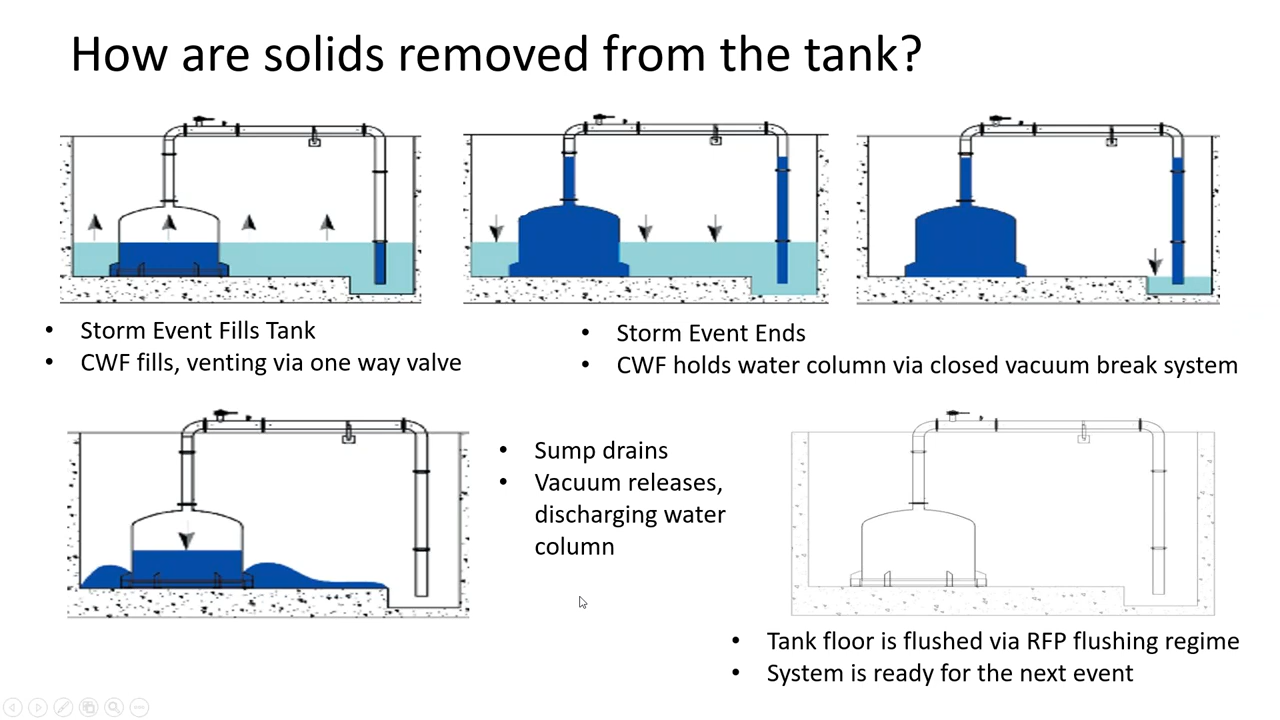 How are solids removed from the tank?
• Storm Event Fills Tank
• CWF fills, venting via one way valve
• Storm Event Ends
• CWF holds water column via closed vacuum break system
• Sump drains
• Vacuum releases,
discharging water
column
• Tank floor is flushed via RFP flushing regime
• System is ready for the next event